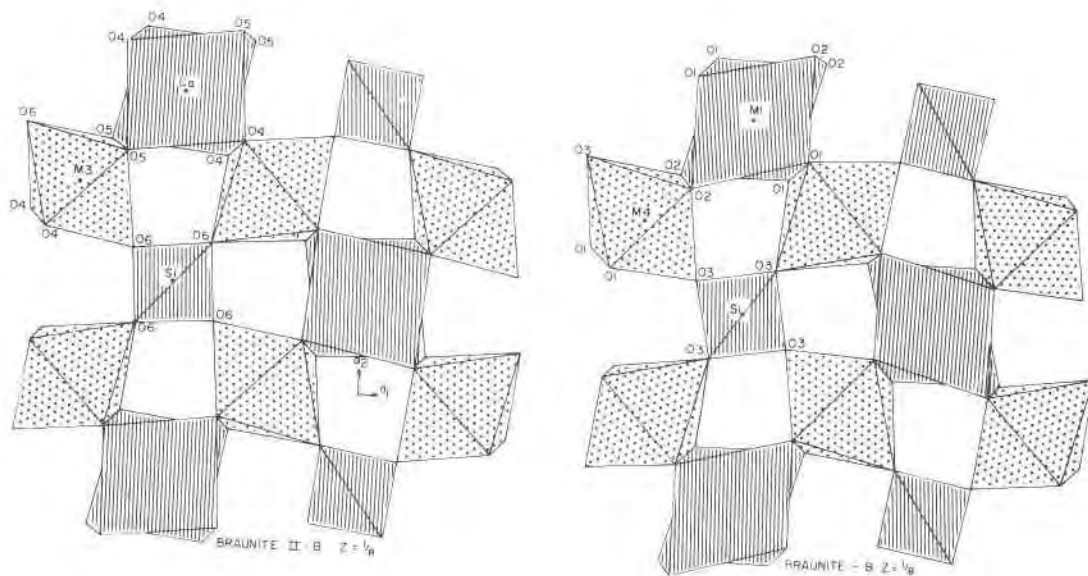 O4
O5
O4
O5
Ca
O6
O5
O4
O5
O4
M3
O4
O4
O6
O6
Si
O6
O6
a2
a1
BRAUNITE II-B Z = 1/8
O1
O2
O1
O2
M1
O3
O2
O1
O2
O1
M4
O1
O1
O3
O3
Si
O3
O3
BRAUNITE - B Z = 1/8